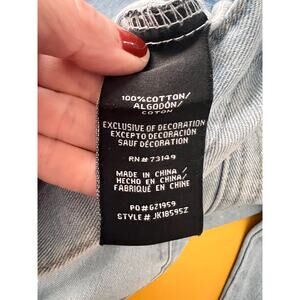 100%COTTON/
ALGODÓN/
COTON
EXCLUSIVE OF DECORATION
EXCEPTO DECORACIÓN
SAUF DÉCORATION
RN# 73149
MADE IN CHINA /
HECHO EN CHINA/
FABRIQUÉ EN CHINE
PO#G21959
STYLE# JK18595Z